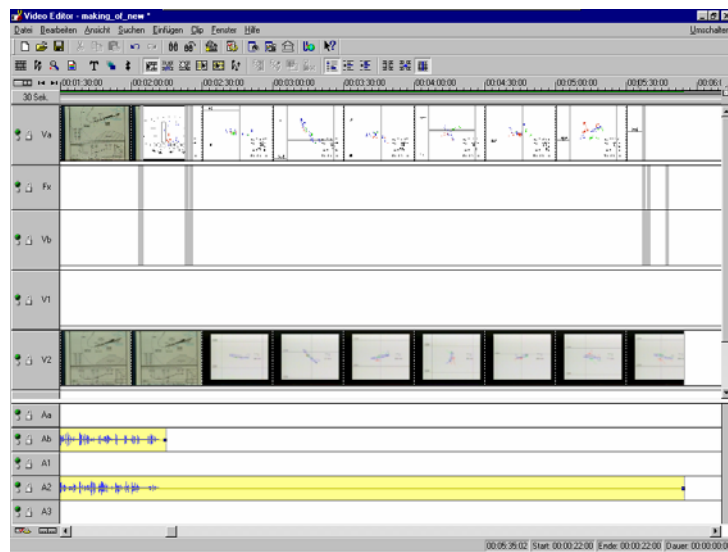 Video Editor - making_of_new *
Datei Bearbeiten Ansicht Suchen Einfügen Clip Fenster Hilfe Umschalten
00:01:30:00 00:02:00:00 00:02:30:00 00:03:00:00 00:03:30:00 00:04:00:00 00:04:30:00 00:05:00:00 00:05:30:00 00:06:0
30 Sek.
Va
Fx
Vb
V1
V2
Aa
Ab
A1
A2
A3
00:05:35:02 Start: 00:00:22:00 Ende: 00:00:22:00 Dauer: 00:00:00:0